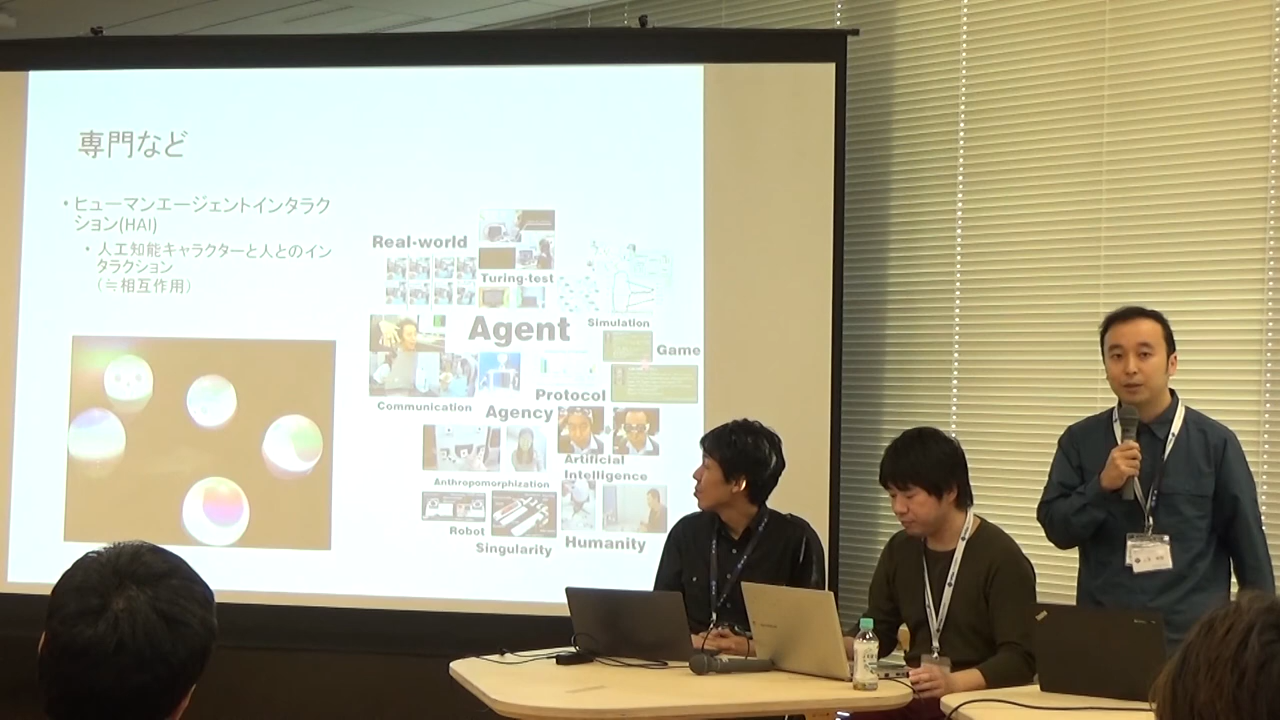 専門など
• ヒューマンエージェントインタラク
ション(HAI)
• 人工知能キャラクターと人とのイン
タラクション
(≒相互作用)
Real-world
Turing-test
Agent
Simulation
Game
Communication
Protocol
Agency
Artificial
Intelligence
Anthropomorphization
Robot
Singularity
Humanity